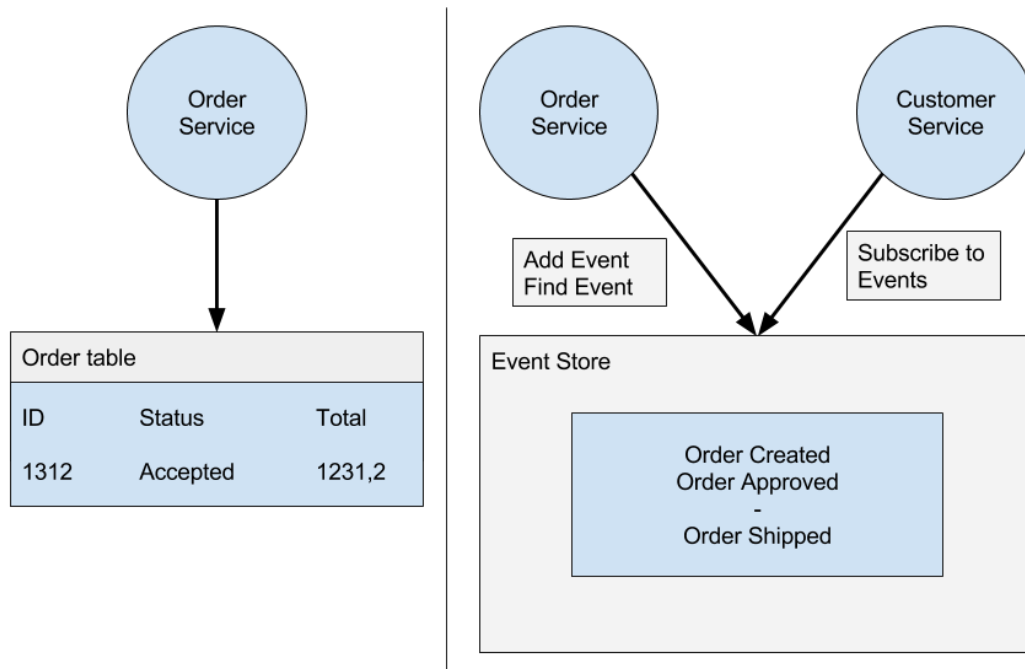 Order
Service
Order table
ID Status Total
1312 Accepted 1231,2
Order
Service
Customer
Service
Add Event
Find Event
Subscribe to
Events
Event Store
Order Created
Order Approved
-
Order Shipped